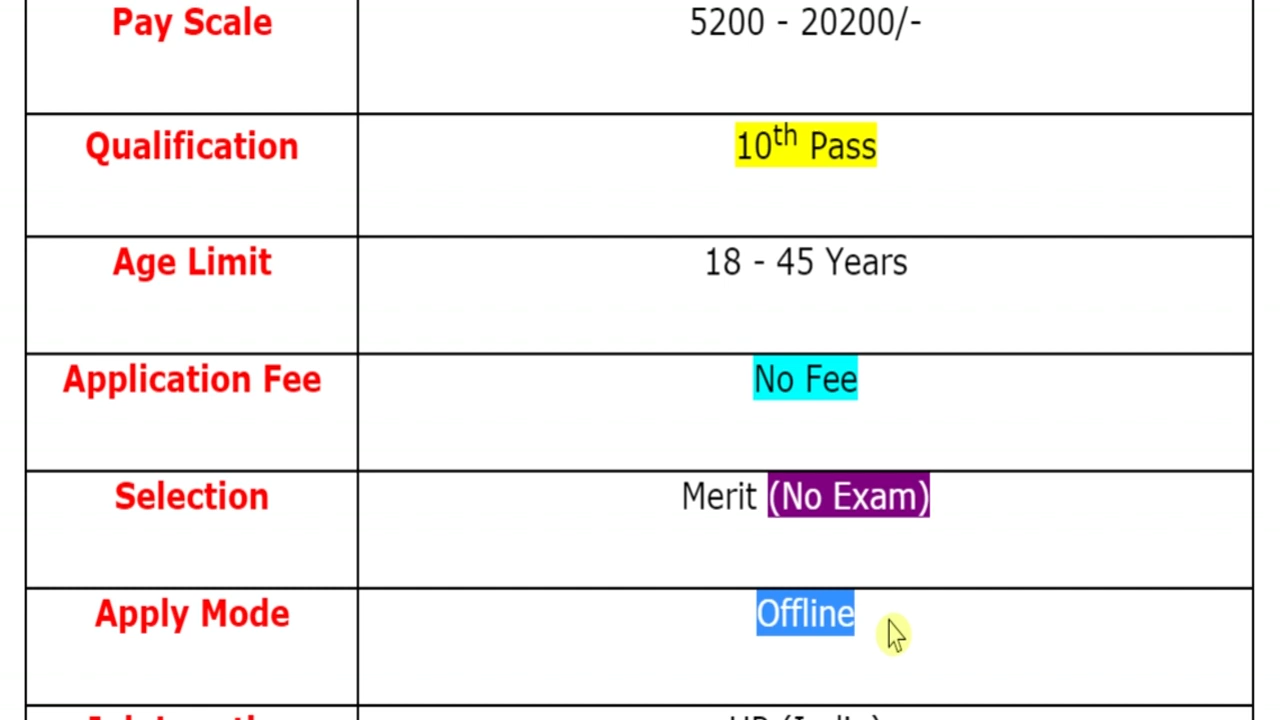 Pay Scale 5200 - 20200/-
Qualification 10th Pass
Age Limit 18 - 45 Years
Application Fee No Fee
Selection Merit (No Exam)
Apply Mode Offline